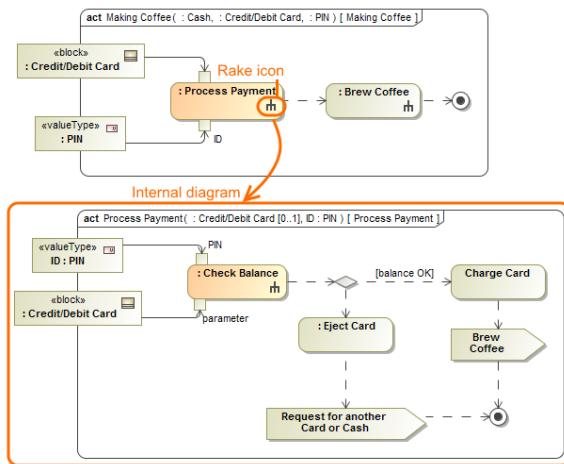 act Making Coffee( : Cash, : Credit/Debit Card, : PIN ) [ Making Coffee ]
«block»
: Credit/Debit Card
Rake icon
: Process Payment
: Brew Coffee
«valueType»
: PIN
ID
Internal diagram
act Process Payment( : Credit/Debit Card [0..1], ID : PIN ) [ Process Payment ]
«valueType»
ID : PIN
PIN
: Check Balance
[balance OK]
Charge Card
«block»
: Credit/Debit Card
parameter
: Eject Card
Brew
Coffee
Request for another
Card or Cash